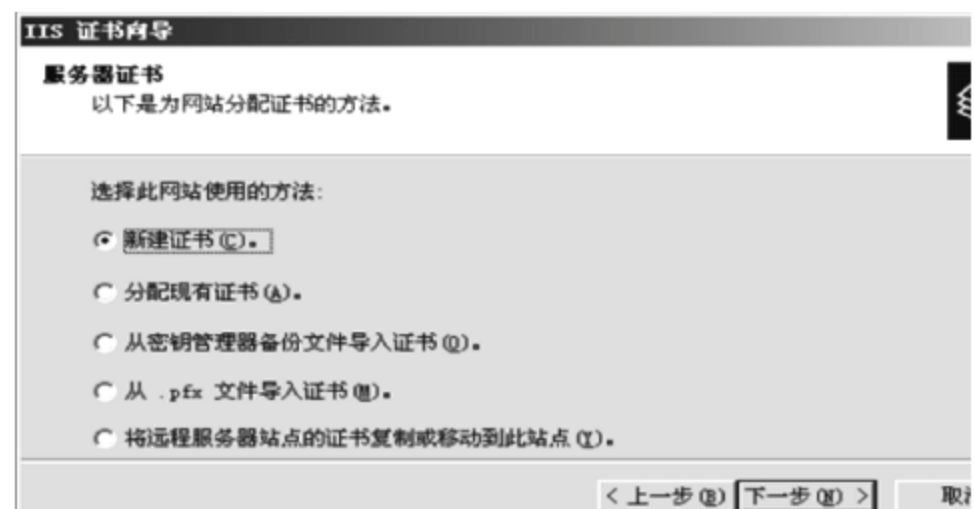 IIS 证书向导
服务器证书
以下是为网站分配证书的方法。
选择此网站使用的方法:
新建证书(C)。
分配现有证书(A)。
从密钥管理器备份文件导入证书(O)。
从 .pfx 文件导入证书(M)。
将远程服务器站点的证书复制或移动到此站点(Y)。
< 上一步(B) 下一步(N) > 取